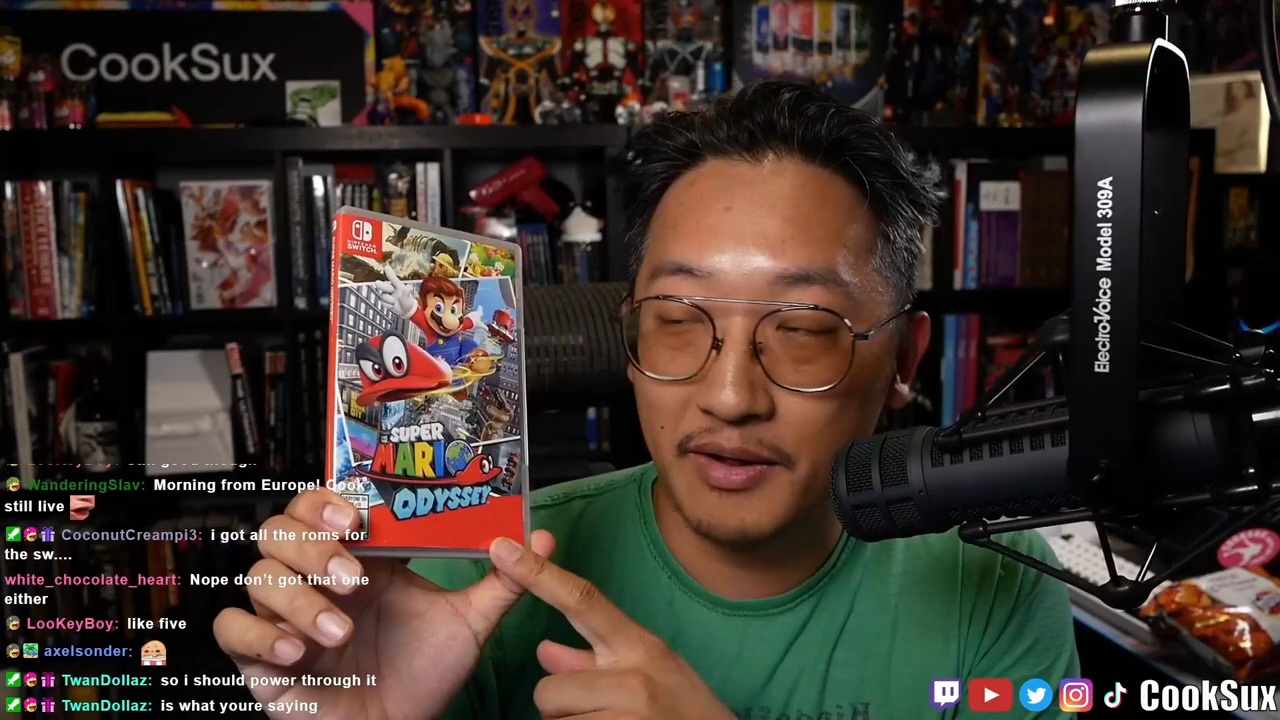 CookSux
NINTENDO
SWITCH
SUPER
MARIO
ODYSSEY
Electro-Voice Model 309A
WanderingSlav: Morning from Europe! Cook
still live
CoconutCreampi3: i got all the roms for
the sw....
white_chocolate_heart: Nope don't got that one
either
LooKeyBoy: like five
axelsonder:
TwanDollaz: so i should power through it
TwanDollaz: is what youre saying
CookSux